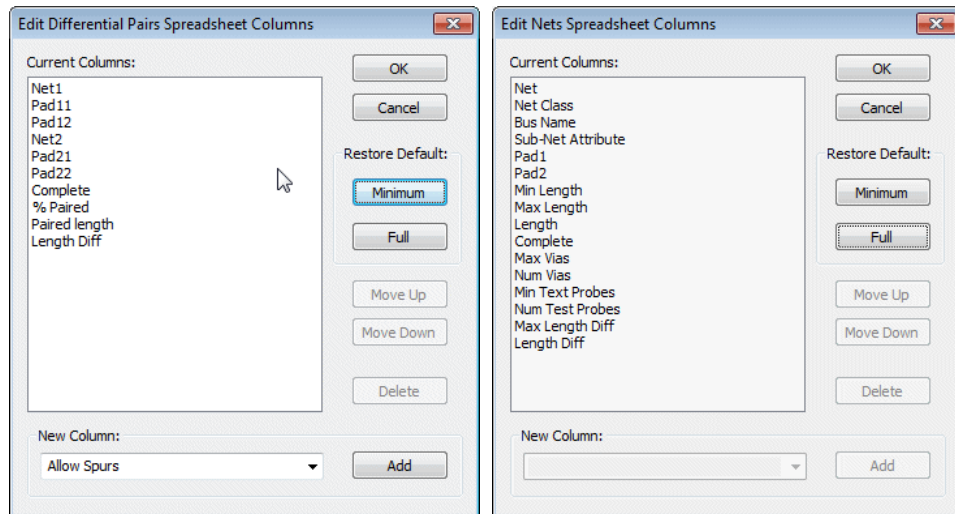 Edit Differential Pairs Spreadsheet Columns
Current Columns:
Net1
Pad11
Pad12
Net2
Pad21
Pad22
Complete
% Paired
Paired length
Length Diff
OK
Cancel
Restore Default:
Minimum
Full
Move Up
Move Down
Delete
New Column:
Allow Spurs
Add
Edit Nets Spreadsheet Columns
Current Columns:
Net
Net Class
Bus Name
Sub-Net Attribute
Pad1
Pad2
Min Length
Max Length
Length
Complete
Max Vias
Num Vias
Min Text Probes
Num Test Probes
Max Length Diff
Length Diff
OK
Cancel
Restore Default:
Minimum
Full
Move Up
Move Down
Delete
New Column:
Add